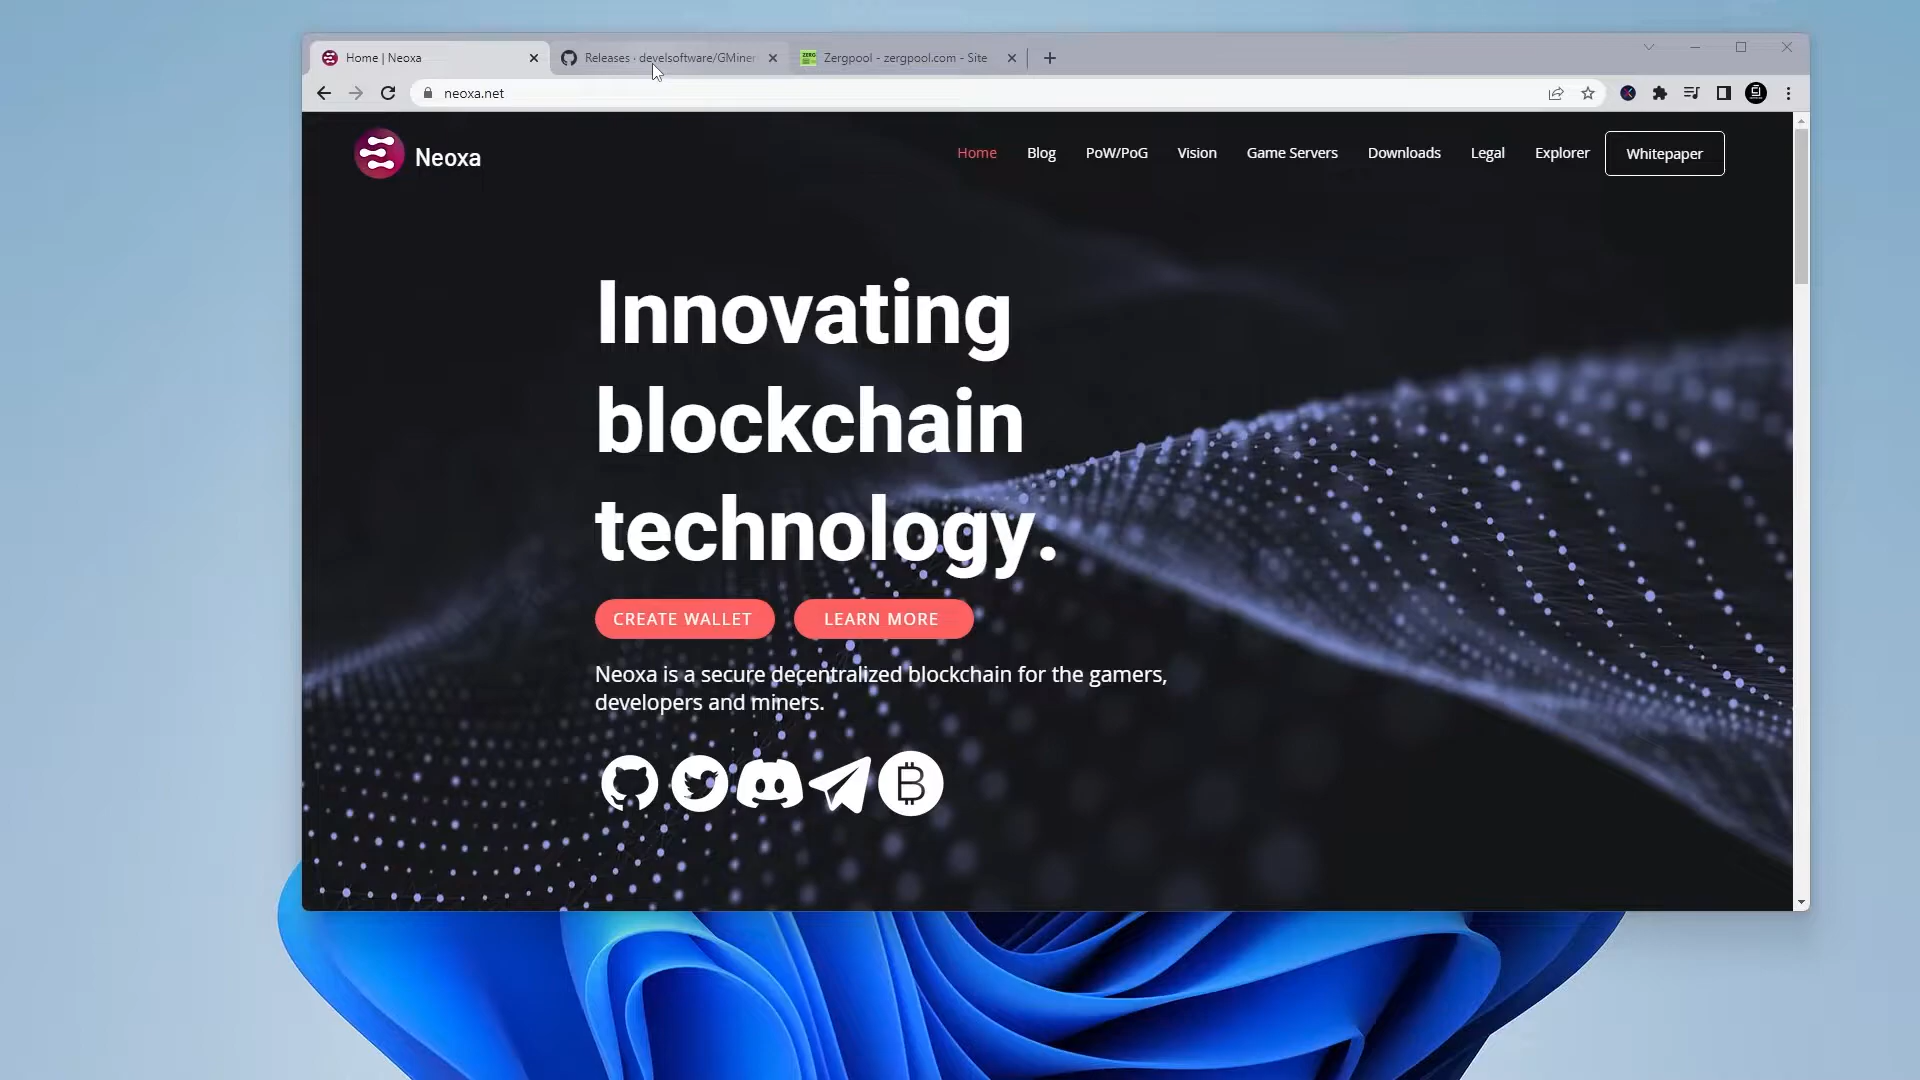 Home | Neoxa
Releases · develsoftware/GMiner
ZERG
Zergpool - zergpool.com - Site
neoxa.net
Neoxa
Home
Blog
PoW/PoG
Vision
Game Servers
Downloads
Legal
Explorer
Whitepaper
Innovating
blockchain
technology.
CREATE WALLET
LEARN MORE
Neoxa is a secure decentralized blockchain for the gamers,
developers and miners.